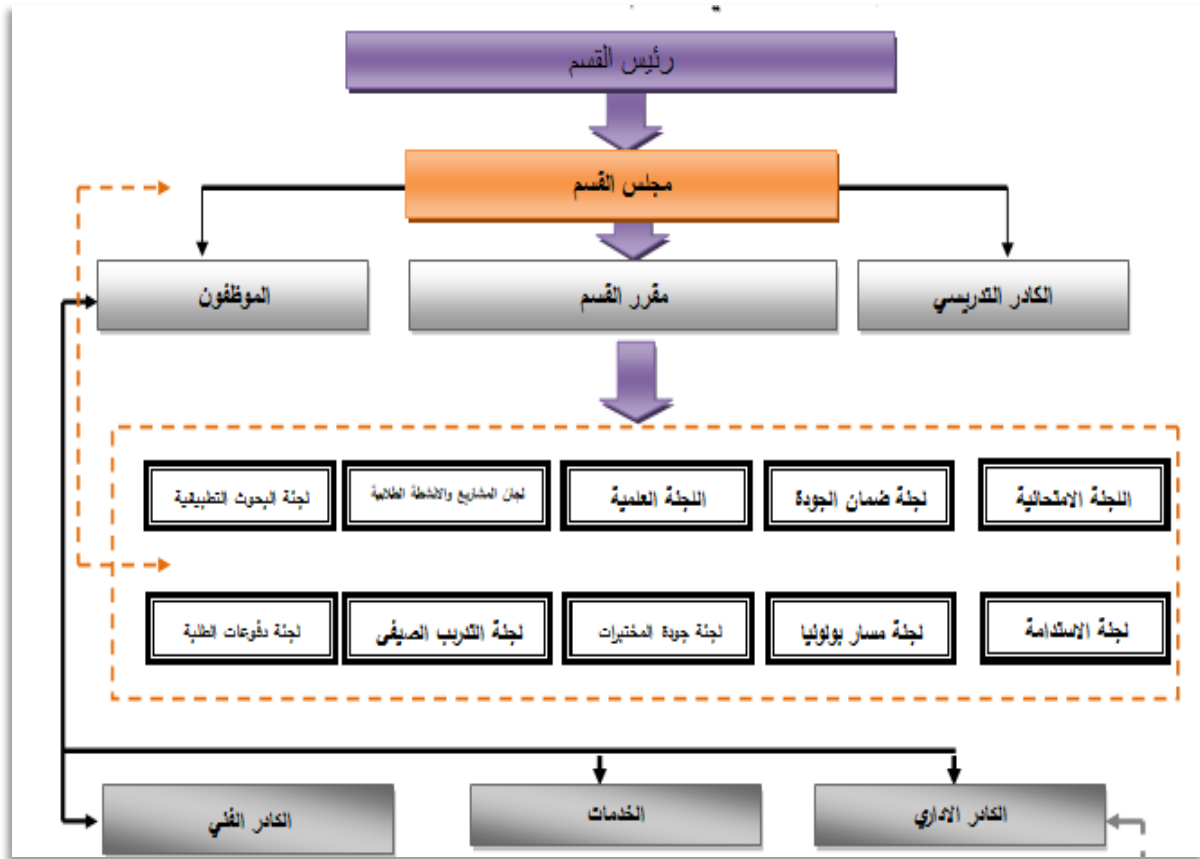 رئيس القسم
مجلس القسم
الكادر التدريسي
مقرر القسم
الموظفون
اللجنة الامتحانية
لجنة ضمان الجودة
اللجنة العلمية
لجان المشاريع والانشطة الطلابية
لجنة البحوث التطبيقية
لجنة الاستدامة
لجنة مسار بولونيا
لجنة جودة المختبرات
لجنة التدريب الصيفي
لجنة دفوعات الطلبة
الكادر الاداري
الخدمات
الكادر الفني